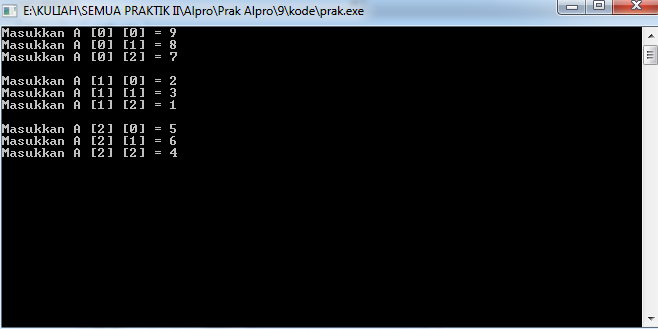 E:\KULIAH\SEMUA PRAKTIK II\Alpro\Prak Alpro\9\kode\prak.exe
Masukkan A [0] [0] = 9
Masukkan A [0] [1] = 8
Masukkan A [0] [2] = 7
Masukkan A [1] [0] = 2
Masukkan A [1] [1] = 3
Masukkan A [1] [2] = 1
Masukkan A [2] [0] = 5
Masukkan A [2] [1] = 6
Masukkan A [2] [2] = 4